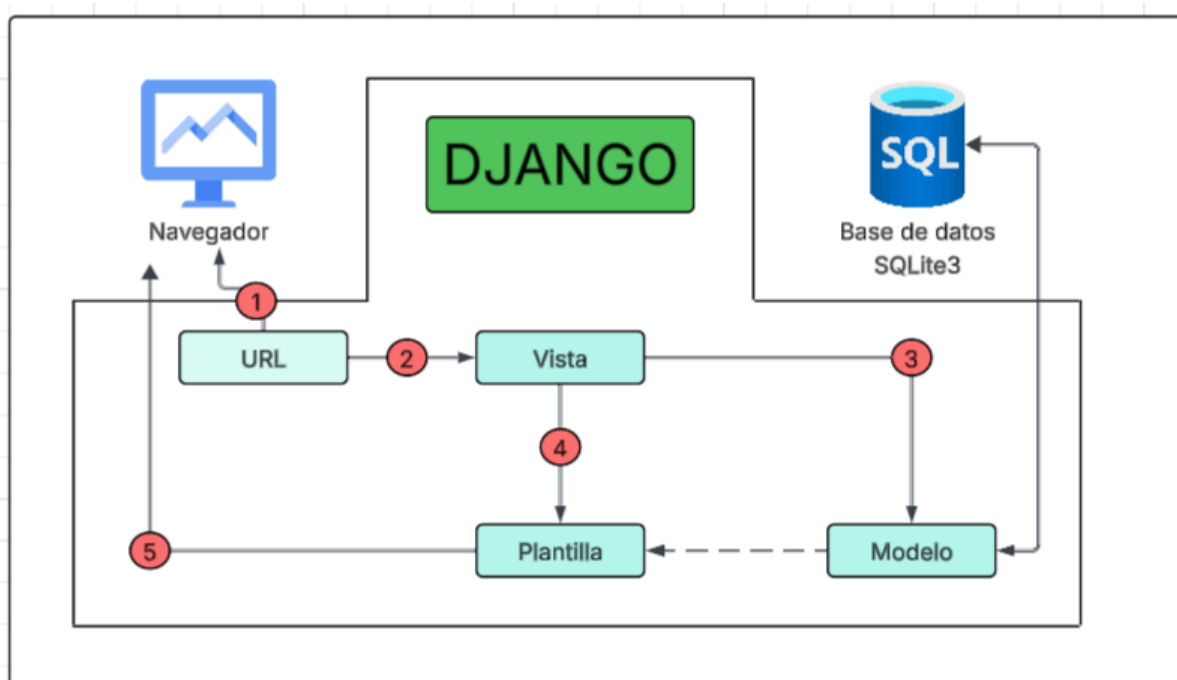 DJANGO
SQL
Navegador
Base de datos
SQLite3
1
URL
2
Vista
3
4
5
Plantilla
Modelo